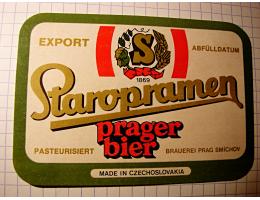 EXPORT
ABFÜLLDATUM
S
1869
Staropramen
prager
bier
PASTEURISIERT
BRAUEREI PRAG SMÍCHOV
MADE IN CZECHOSLOVAKIA